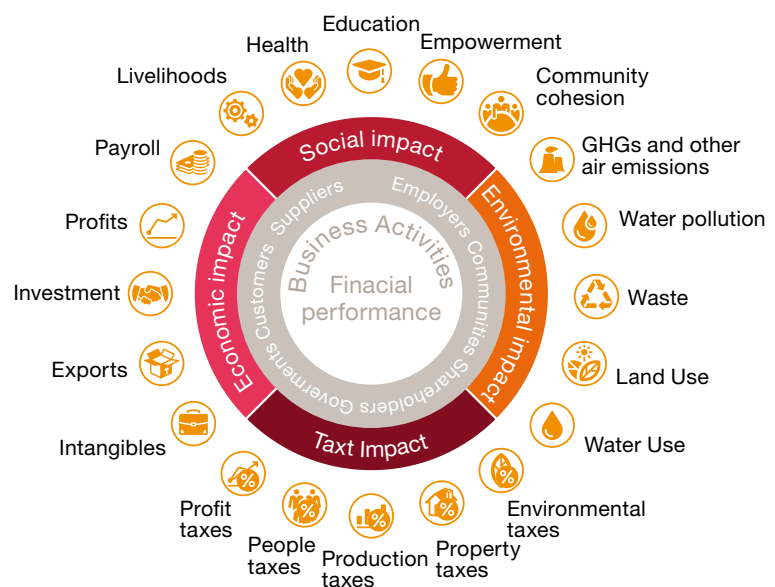 Education
Health
Empowerment
Livelihoods
Community
cohesion
Payroll
GHGs and other
air emissions
Profits
Water pollution
Investment
Waste
Exports
Land Use
Intangibles
Water Use
Profit
taxes
People
taxes
Production
taxes
Property
taxes
Environmental
taxes
Social impact
Environmental impact
Taxt Impact
Economic impact
Suppliers
Employers
Communities
Shareholders
Goverments
Customers
Business Activities
Finacial
performance